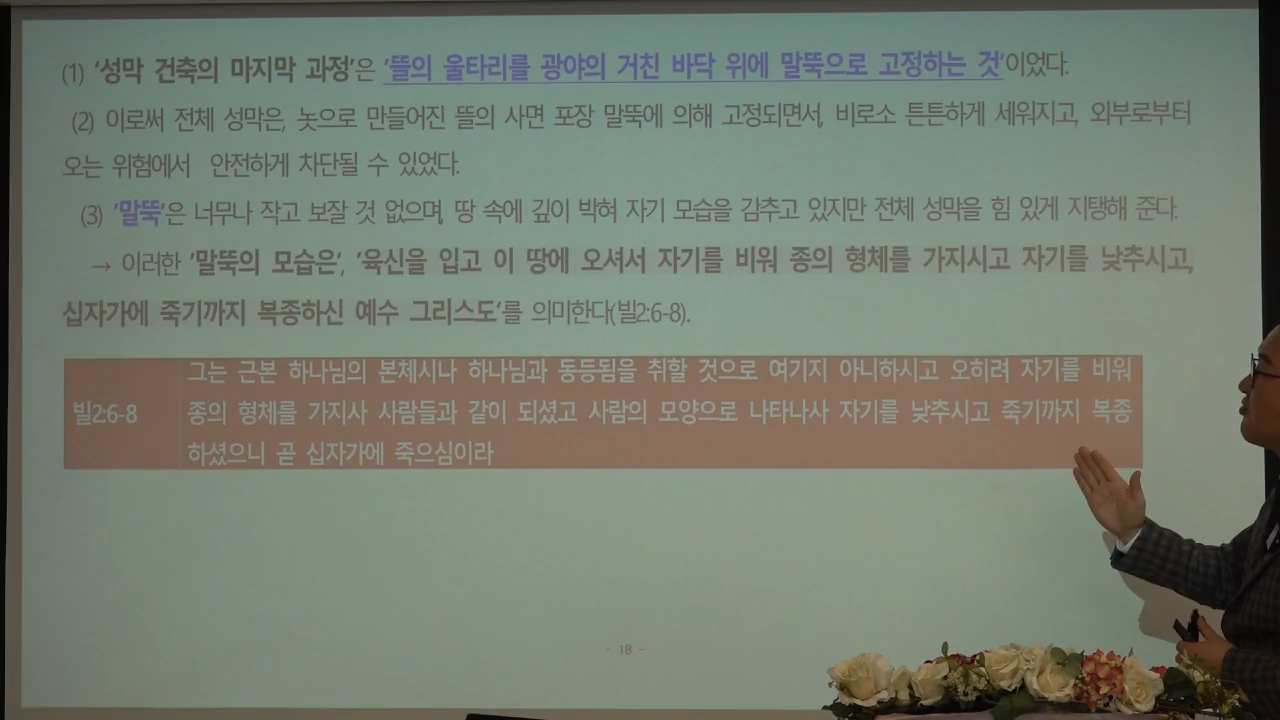 (1) '성막 건축의 마지막 과정'은 '뜰의 울타리를 광야의 거친 바닥 위에 말뚝으로 고정하는 것'이었다.
(2) 이로써 전체 성막은, 놋으로 만들어진 뜰의 사면 포장 말뚝에 의해 고정되면서, 비로소 튼튼하게 세워지고, 외부로부터
오는 위험에서 안전하게 차단될 수 있었다.
(3) '말뚝'은 너무나 작고 보잘 것 없으며, 땅 속에 깊이 박혀 자기 모습을 감추고 있지만 전체 성막을 힘 있게 지탱해 준다.
→ 이러한 '말뚝의 모습은', '육신을 입고 이 땅에 오셔서 자기를 비워 종의 형체를 가지시고 자기를 낮추시고,
십자가에 죽기까지 복종하신 예수 그리스도'를 의미한다(빌2:6-8).
그는 근본 하나님의 본체시나 하나님과 동등됨을 취할 것으로 여기지 아니하시고 오히려 자기를 비워
빌2:6-8 종의 형체를 가지사 사람들과 같이 되셨고 사람의 모양으로 나타나사 자기를 낮추시고 죽기까지 복종
하셨으니 곧 십자가에 죽으심이라
- 18 -